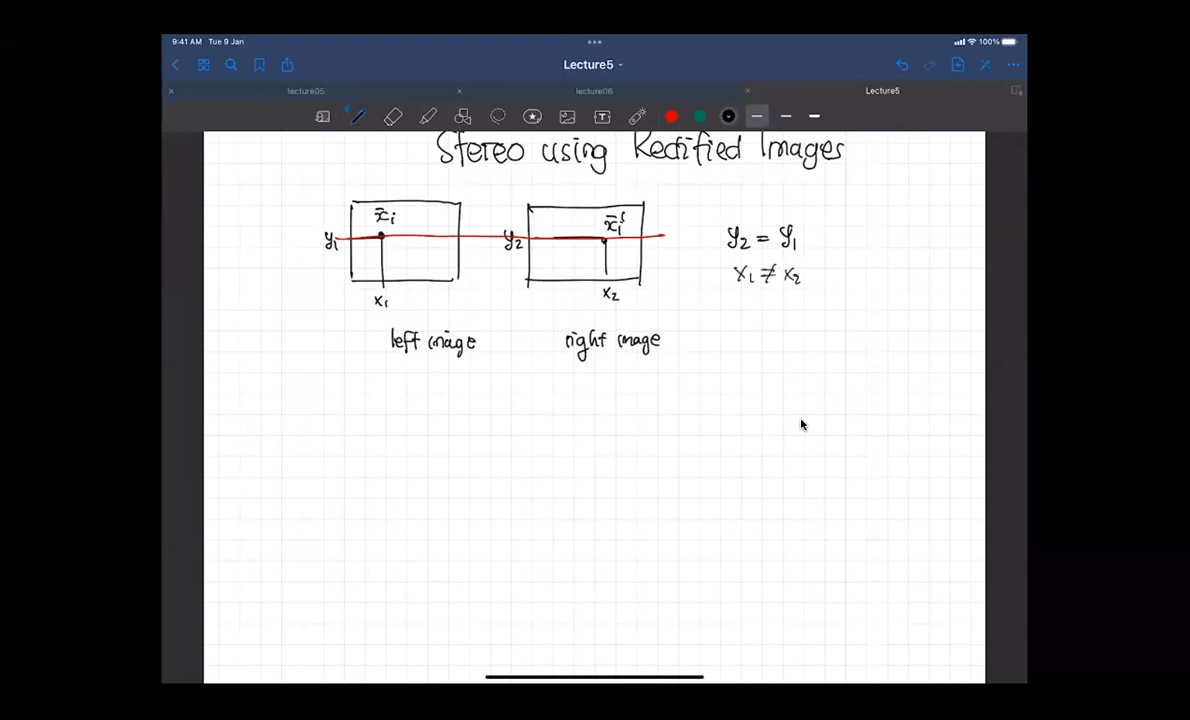 9:41 AM Tue 9 Jan
100%
Lecture5
lecture05
lecture06
Lecture5
Stereo using Rectified Images
x̄ᵢ
x̄ᵢ'
y₁
y₂
y₂ = y₁
x₁ ≠ x₂
x₁
x₂
left image
right image